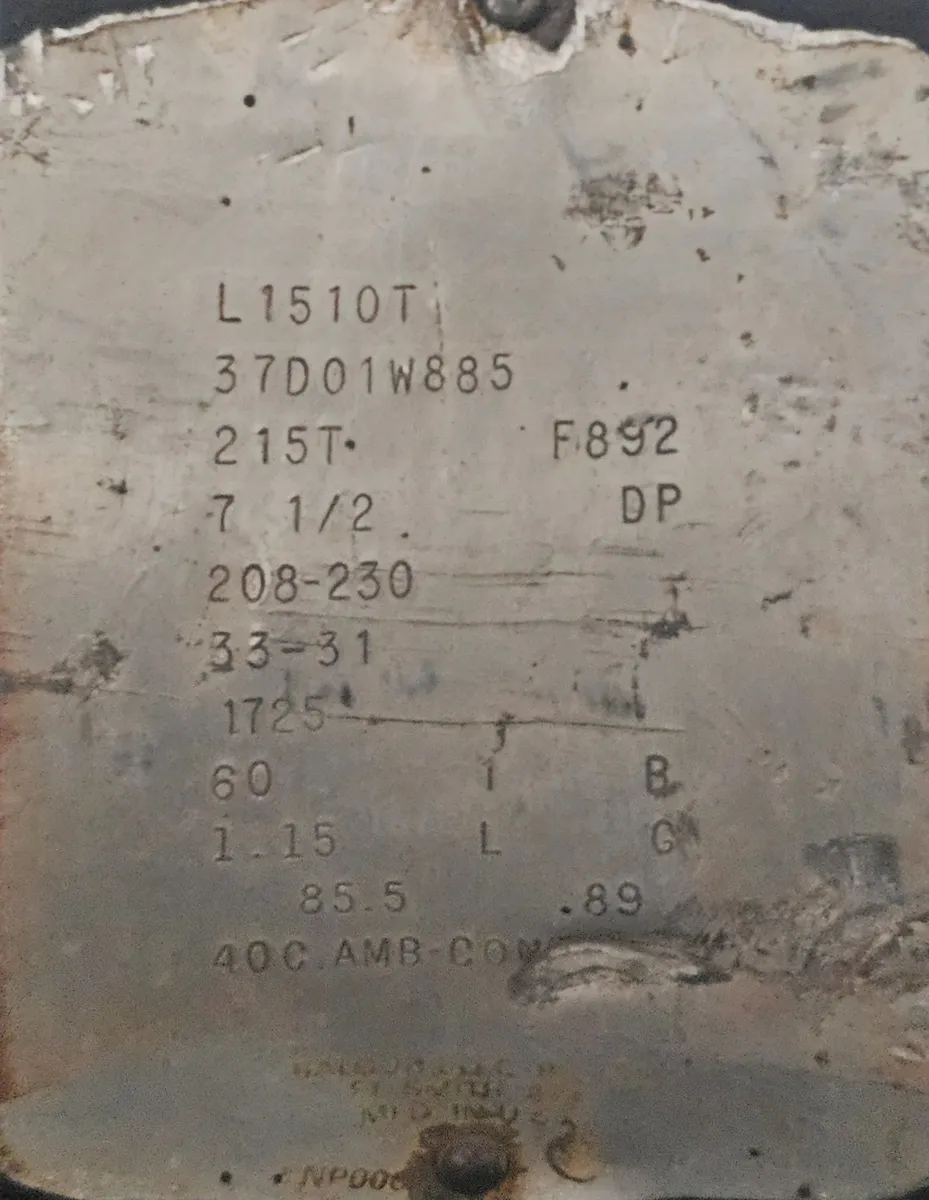 L1510T
37D01W885
215T F892
7 1/2 DP
208-230
33-31
1725
60 1 B
1.15 L G
85.5 .89
40C.AMB-CON